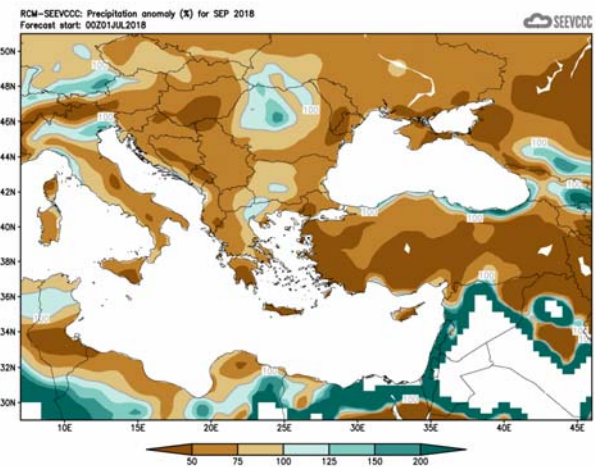 RCM-SEEVCCC: Precipitation anomaly (%) for SEP 2018
Forecast start: 00Z01JUL2018
SEEVCCC
50N
48N
46N
44N
42N
40N
38N
36N
34N
32N
30N
100
100
100
100
100
100
100
100
100
100
100
10E
15E
20E
25E
30E
35E
40E
45E
50
75
100
125
150
200